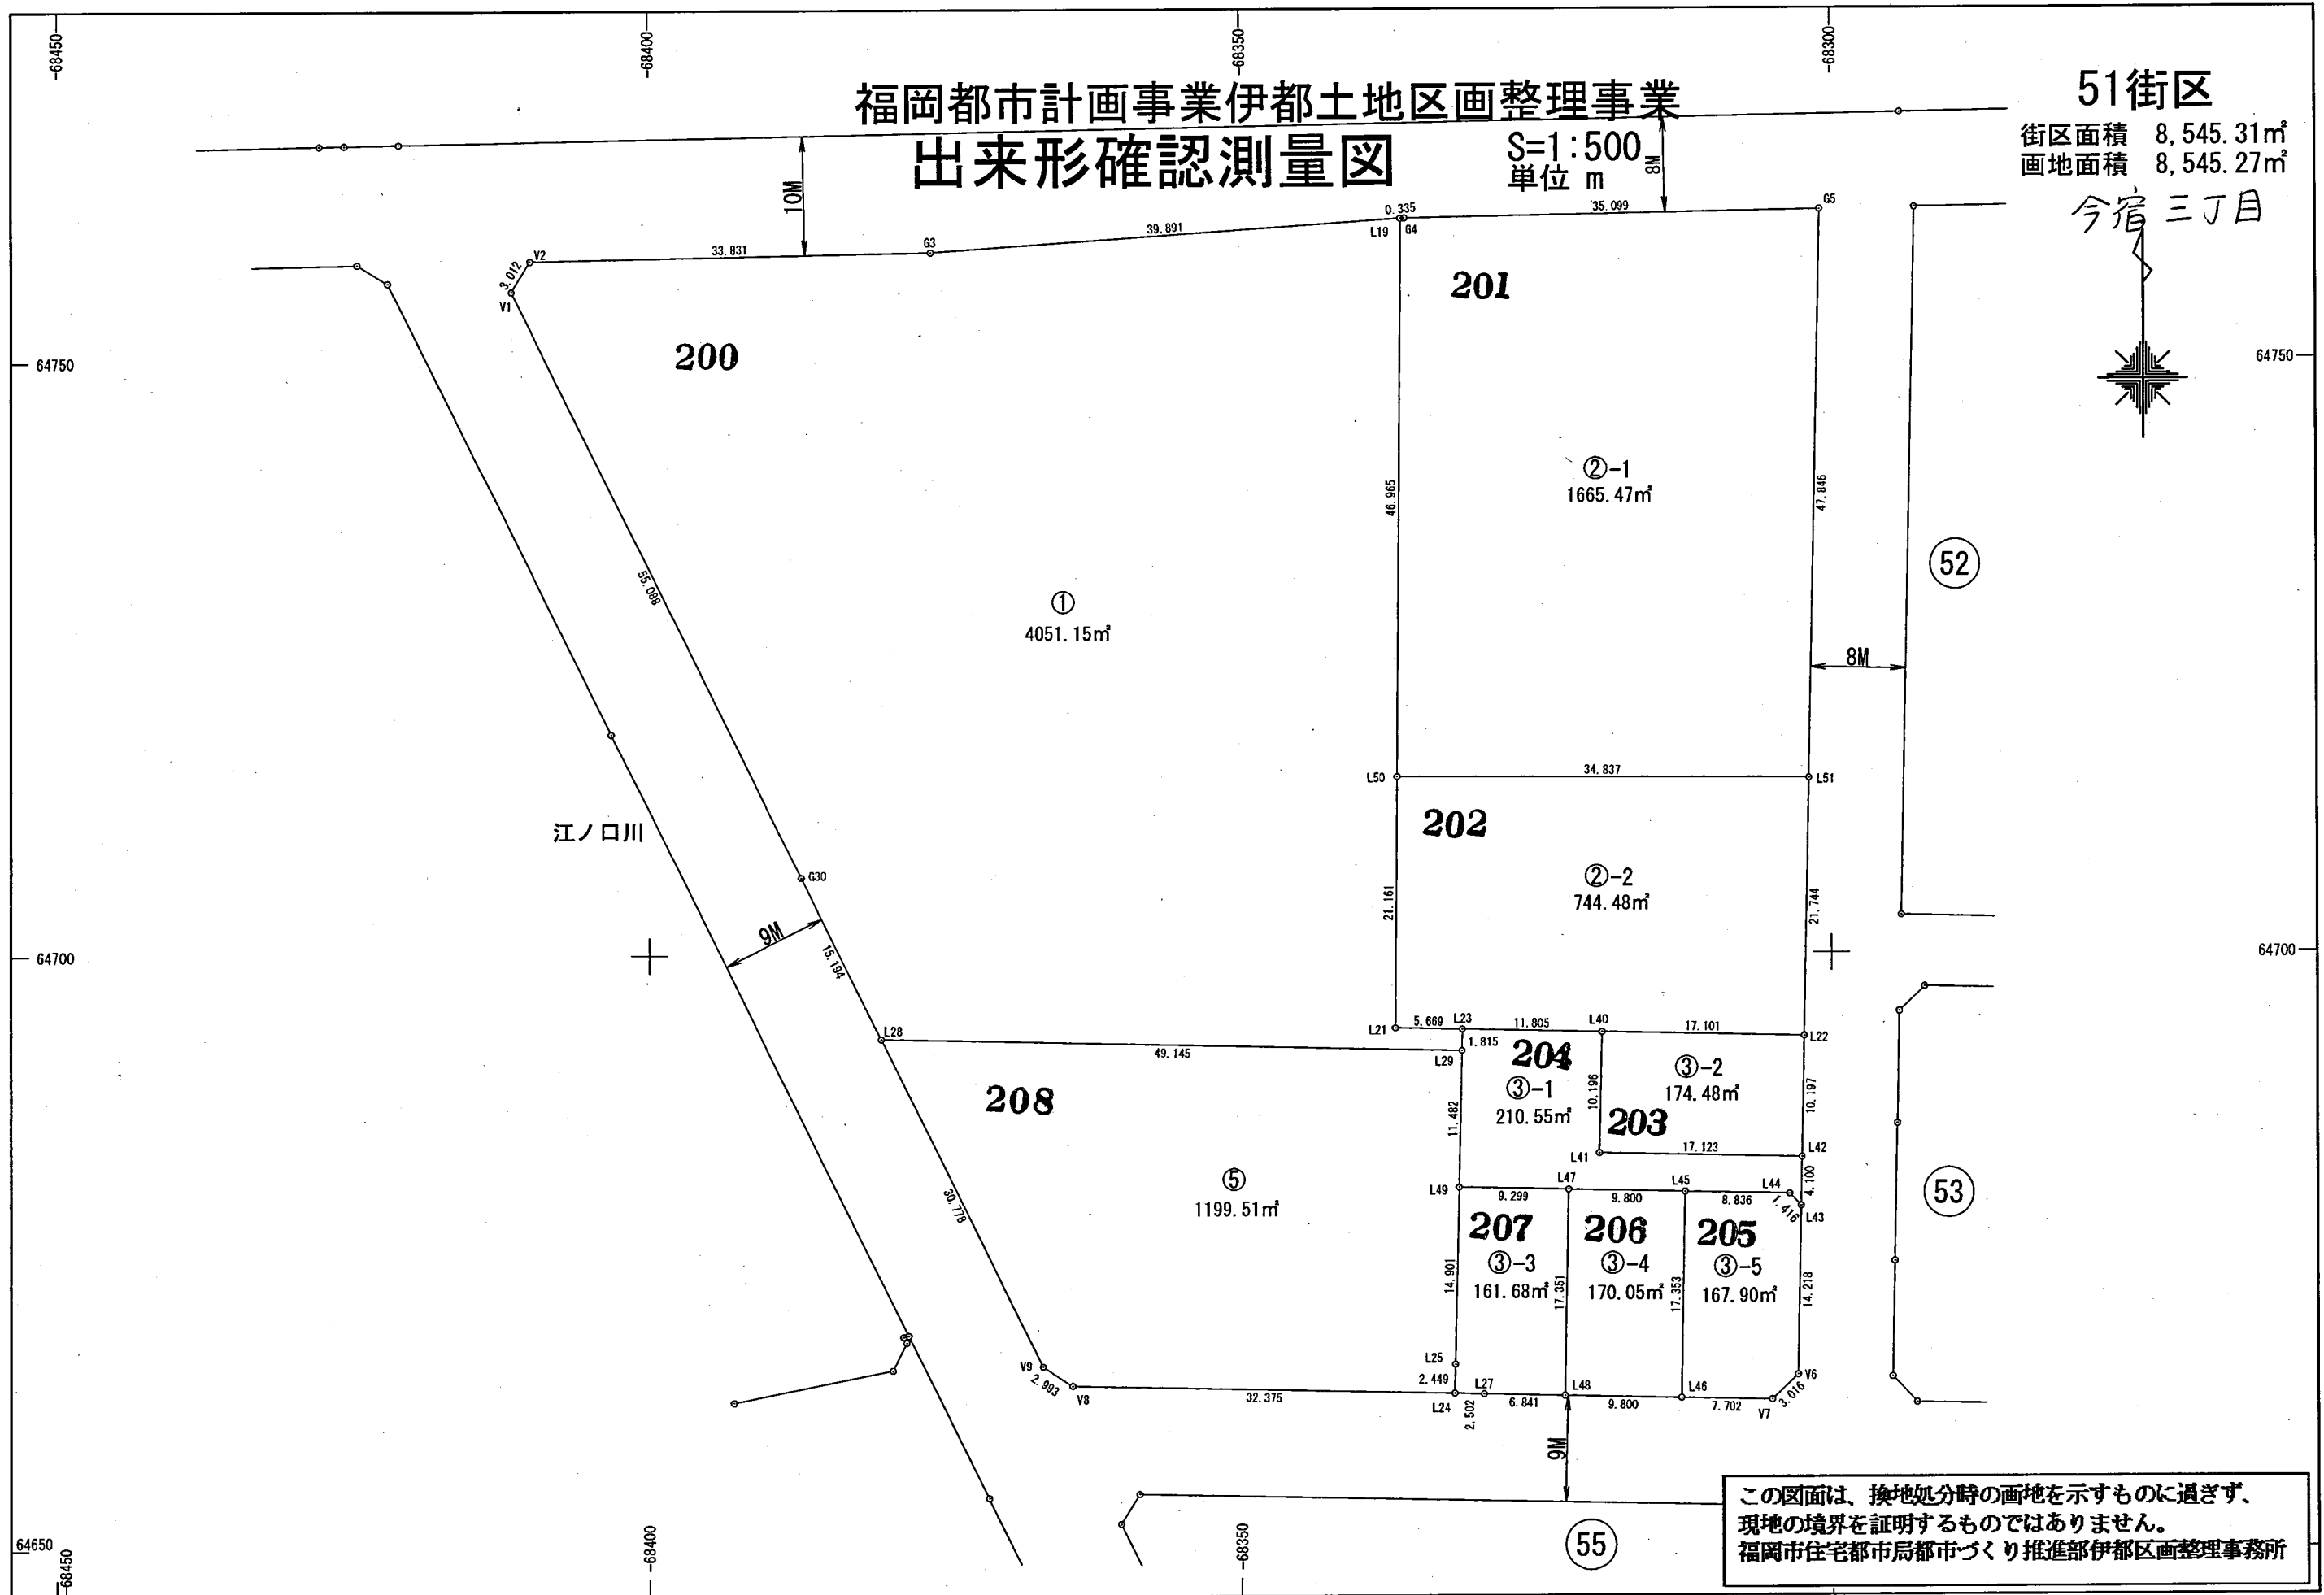 -68450
-68400
-68350
-68300
福岡都市計画事業伊都土地区画整理事業
出来形確認測量図
S=1:500
単位 m
51街区
街区面積 8,545.31㎡
画地面積 8,545.27㎡
今宿 三丁目
10M
8M
0.335
35.099
G5
L19
G4
39.891
G3
33.831
V2
3.012
V1
201
200
64750
64750
②-1
1665.47㎡
46.965
47.846
52
55.088
①
4051.15㎡
8M
L50
34.837
L51
202
江ノ口川
②-2
744.48㎡
G30
21.161
21.744
9M
15.194
64700
64700
L28
L21
5.669
L23
11.805
L40
17.101
L22
49.145
1.815
L29
204
③-1
210.55㎡
③-2
174.48㎡
10.196
10.197
203
208
11.482
L41
17.123
L42
4.100
⑤
1199.51㎡
L49
L47
L45
L44
9.299
9.800
8.836
1.416
L43
53
30.778
207
206
205
③-3
161.68㎡
③-4
170.05㎡
③-5
167.90㎡
14.901
17.351
17.353
14.218
V9
2.993
V8
32.375
L25
2.449
L24
L27
2.502
6.841
L48
9.800
L46
7.702
V7
3.016
V6
9M
55
この図面は、換地処分時の画地を示すものに過ぎず、
現地の境界を証明するものではありません。
福岡市住宅都市局都市づくり推進部伊都区画整理事務所
64650
-68450
-68400
-68350